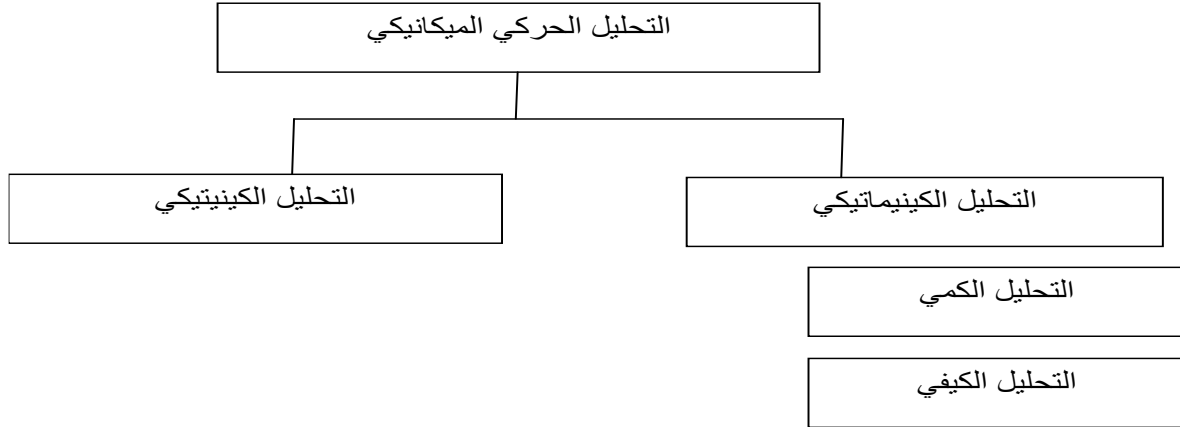 التحليل الحركي الميكانيكي
التحليل الكينيماتيكي
التحليل الكينيتيكي
التحليل الكمي
التحليل الكيفي